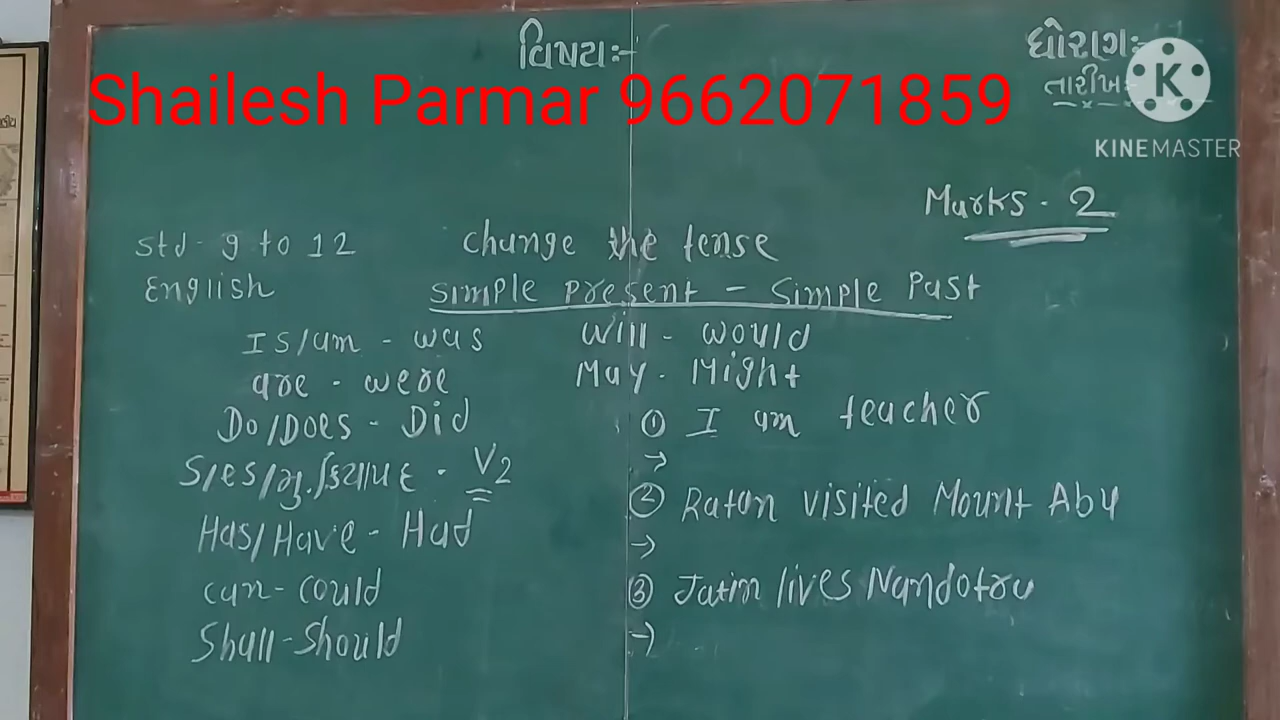 વિષય:-
ધોરણ:-
તારીખ:
Shailesh Parmar 9662071859
K
KINEMASTER
Marks - 2
Std - 9 to 12
English
Change the tense
Simple Present - Simple Past
Is/am - was
are - were
Do/Does - Did
S/es/મુ. ક્રિયાપદ - V2
Has/Have - Had
can - could
Shall - Should
Will - would
May - Might
① I am teacher
→
② Ratan visited Mount Abu
→
③ Jatin lives Nandotra
→